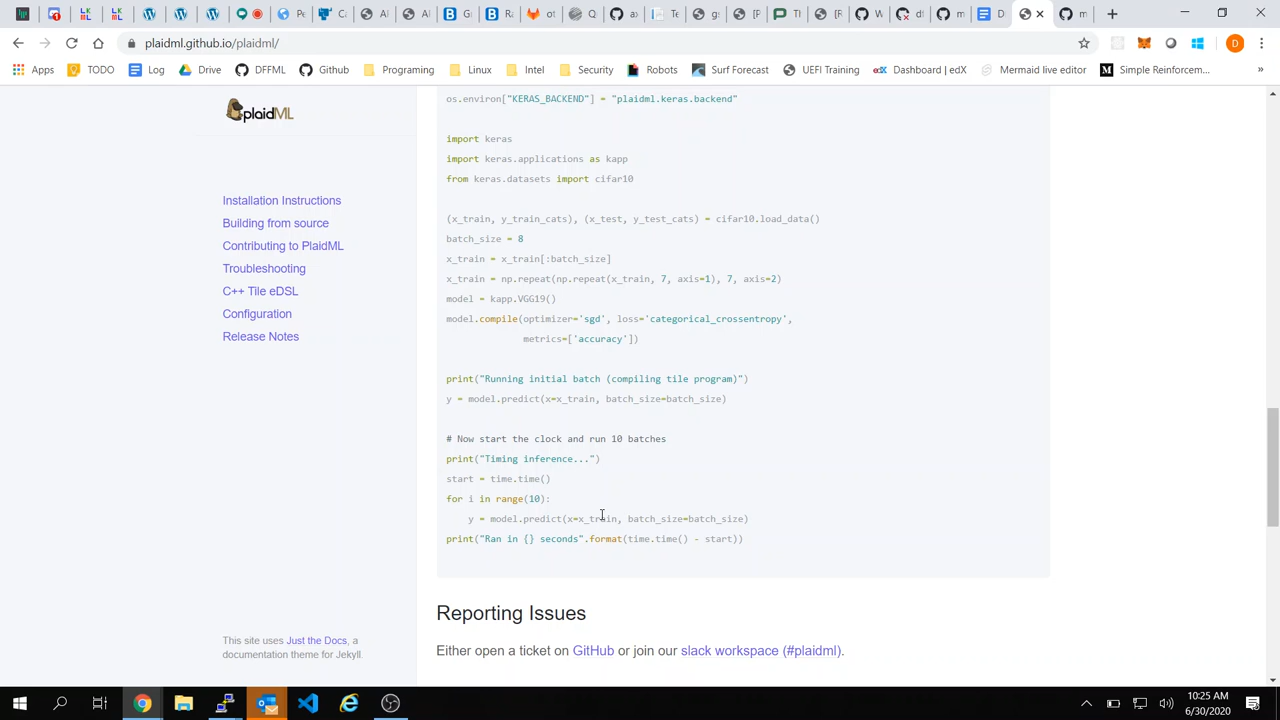 plaidml.github.io/plaidml/
Apps TODO Log Drive DFFML Github Programing Linux Intel Security Robots Surf Forecast UEFI Training Dashboard | edX Mermaid live editor Simple Reinforcem...
plaidML
Installation Instructions
Building from source
Contributing to PlaidML
Troubleshooting
C++ Tile eDSL
Configuration
Release Notes
This site uses Just the Docs, a
documentation theme for Jekyll.
os.environ["KERAS_BACKEND"] = "plaidml.keras.backend"
import keras
import keras.applications as kapp
from keras.datasets import cifar10
(x_train, y_train_cats), (x_test, y_test_cats) = cifar10.load_data()
batch_size = 8
x_train = x_train[:batch_size]
x_train = np.repeat(np.repeat(x_train, 7, axis=1), 7, axis=2)
model = kapp.VGG19()
model.compile(optimizer='sgd', loss='categorical_crossentropy',
metrics=['accuracy'])
print("Running initial batch (compiling tile program)")
y = model.predict(x=x_train, batch_size=batch_size)
# Now start the clock and run 10 batches
print("Timing inference...")
start = time.time()
for i in range(10):
y = model.predict(x=x_train, batch_size=batch_size)
print("Ran in {} seconds".format(time.time() - start))
Reporting Issues
Either open a ticket on GitHub or join our slack workspace (#plaidml).
10:25 AM
6/30/2020